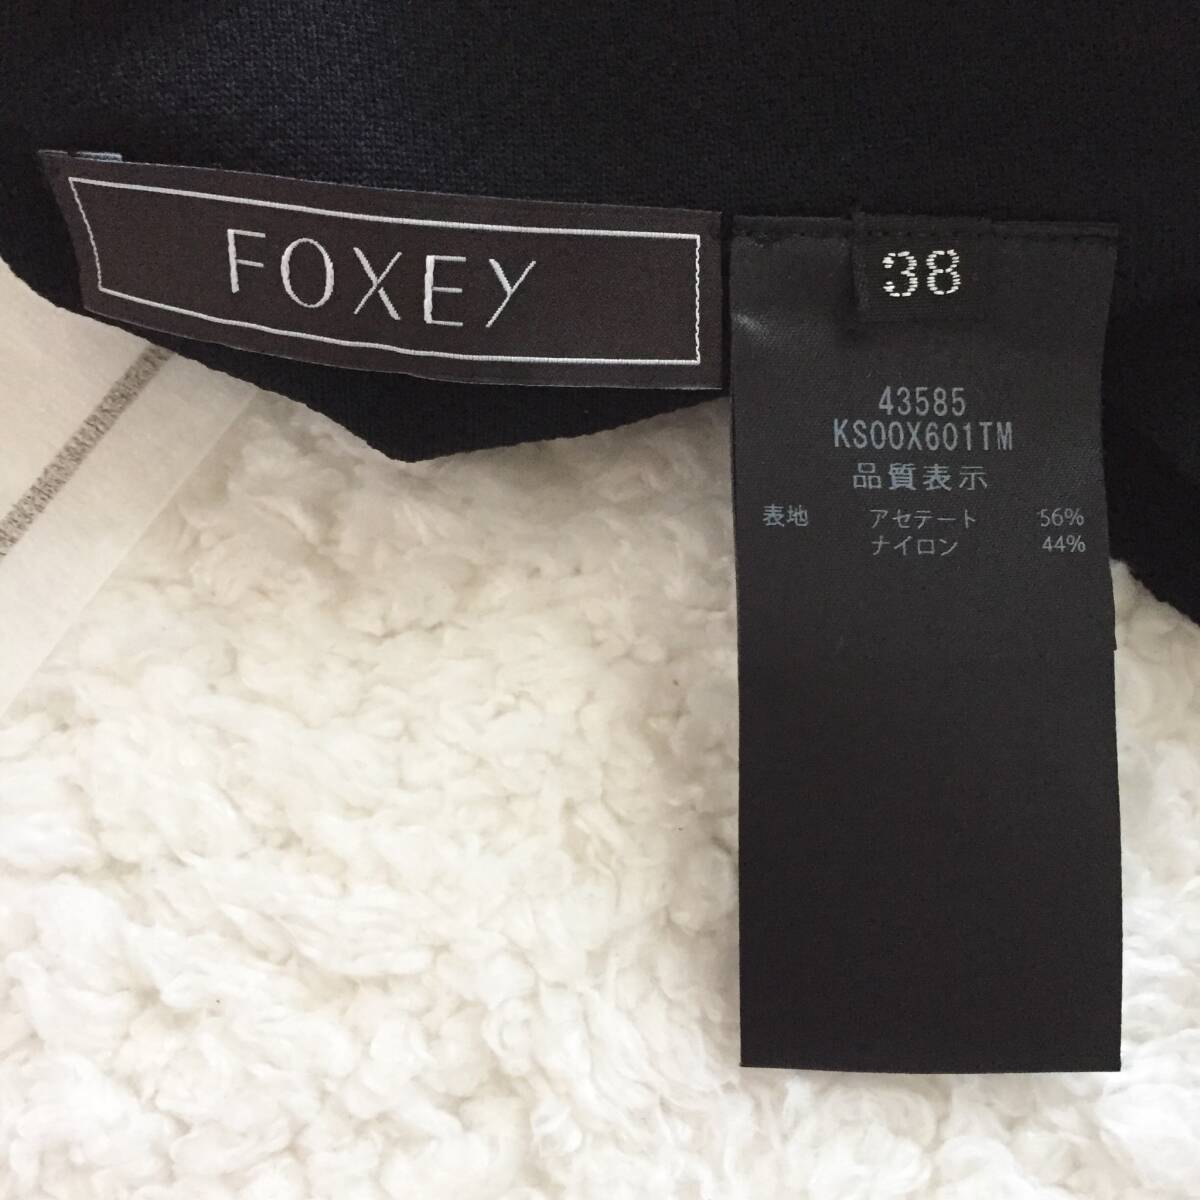 FOXEY
38
43585
KS00X601TM
品質表示
表地 アセテート 56%
ナイロン 44%